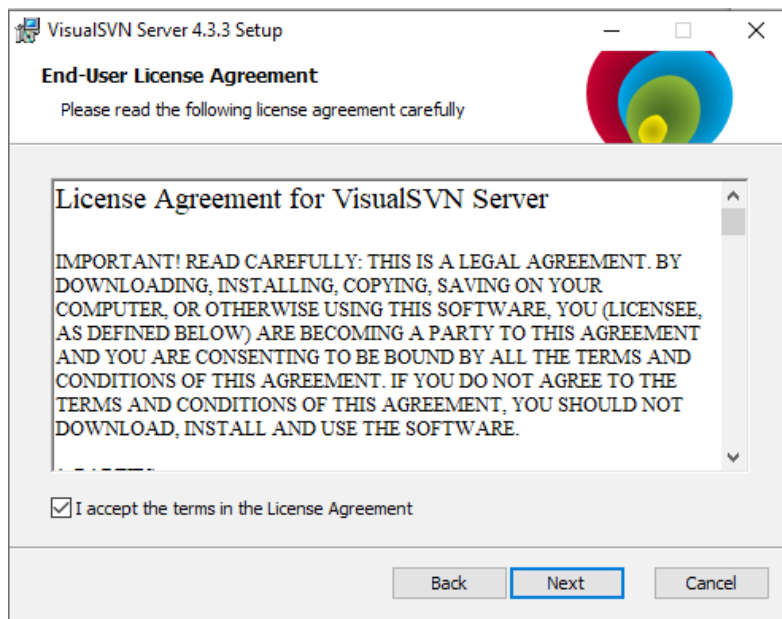 VisualSVN Server 4.3.3 Setup
End-User License Agreement
Please read the following license agreement carefully
License Agreement for VisualSVN Server
IMPORTANT! READ CAREFULLY: THIS IS A LEGAL AGREEMENT. BY
DOWNLOADING, INSTALLING, COPYING, SAVING ON YOUR
COMPUTER, OR OTHERWISE USING THIS SOFTWARE, YOU (LICENSEE,
AS DEFINED BELOW) ARE BECOMING A PARTY TO THIS AGREEMENT
AND YOU ARE CONSENTING TO BE BOUND BY ALL THE TERMS AND
CONDITIONS OF THIS AGREEMENT. IF YOU DO NOT AGREE TO THE
TERMS AND CONDITIONS OF THIS AGREEMENT, YOU SHOULD NOT
DOWNLOAD, INSTALL AND USE THE SOFTWARE.
I accept the terms in the License Agreement
Back
Next
Cancel